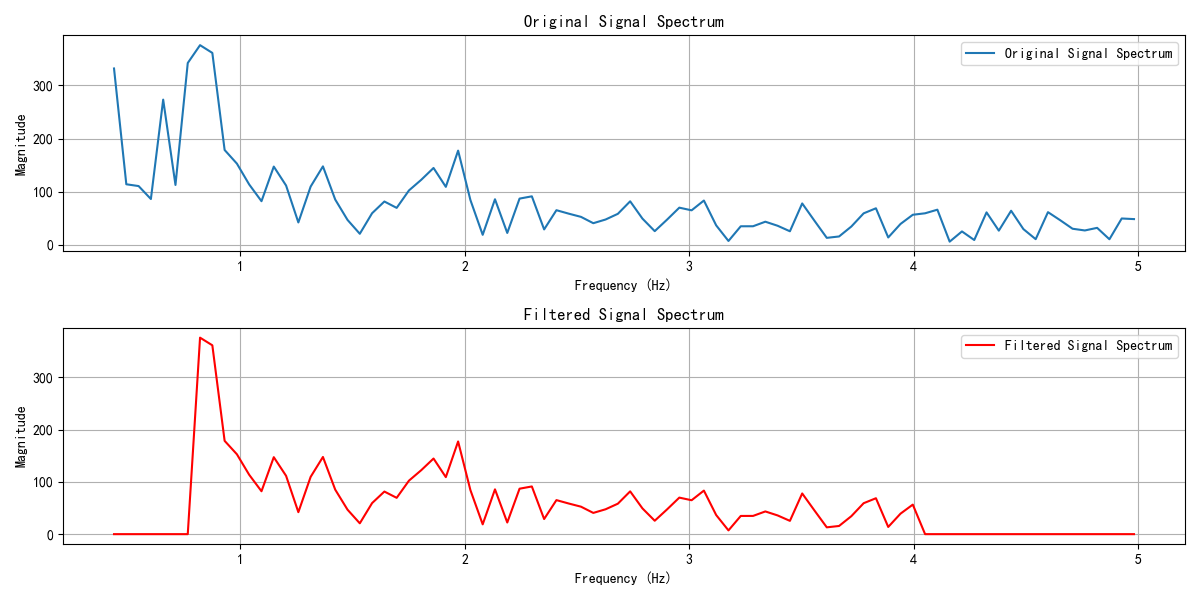 Original Signal Spectrum
Original Signal Spectrum
Magnitude
300
200
100
0
1 2 3 4 5
Frequency (Hz)
Filtered Signal Spectrum
Filtered Signal Spectrum
Magnitude
300
200
100
0
1 2 3 4 5
Frequency (Hz)